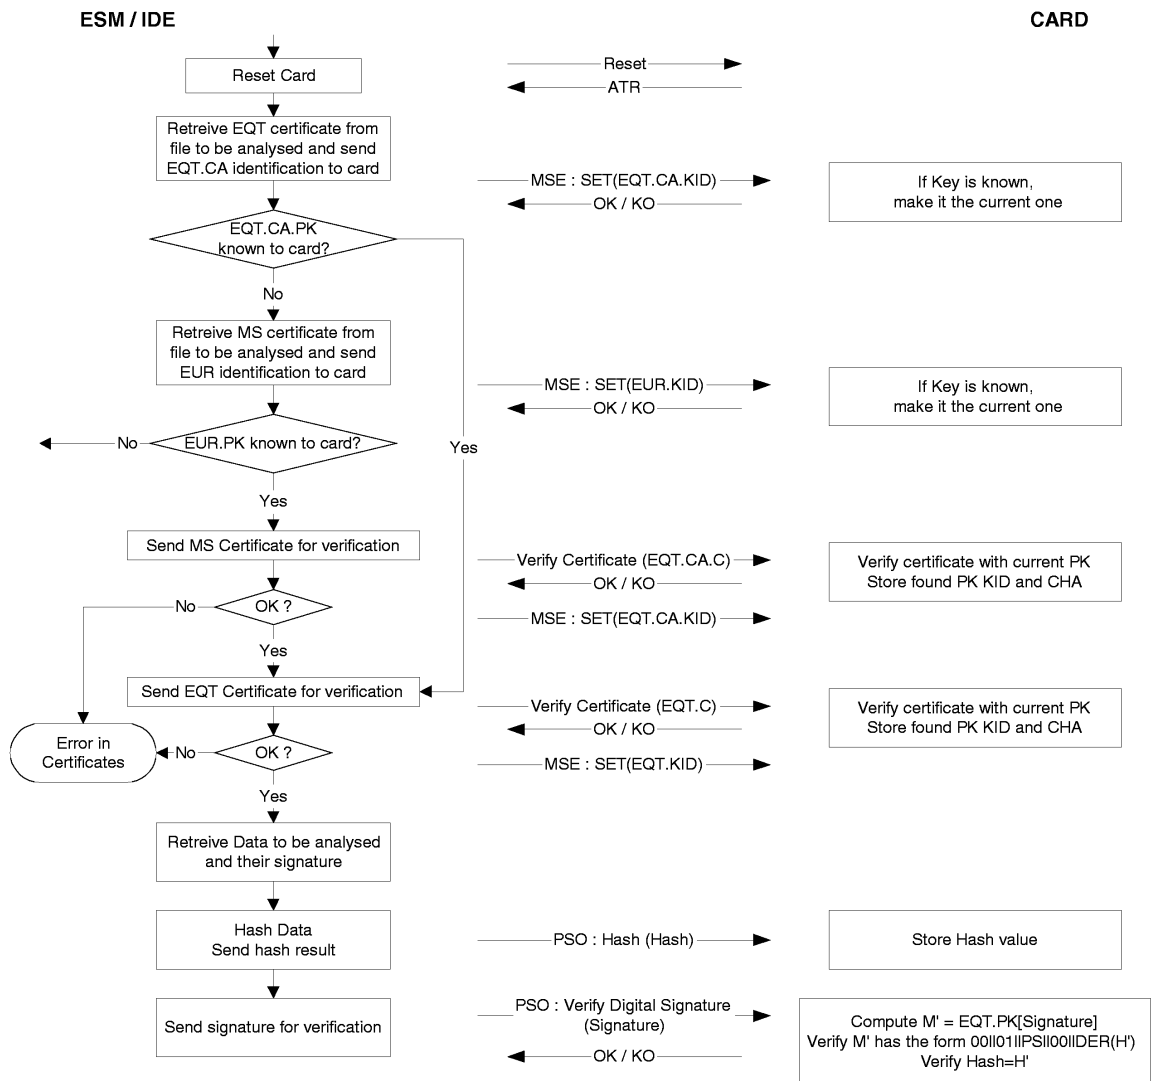 ESM / IDE
CARD
Reset Card
Reset
ATR
Retreive EQT certificate from
file to be analysed and send
EQT.CA identification to card
MSE : SET(EQT.CA.KID)
OK / KO
If Key is known,
make it the current one
EQT.CA.PK
known to card?
No
Retreive MS certificate from
file to be analysed and send
EUR identification to card
MSE : SET(EUR.KID)
OK / KO
If Key is known,
make it the current one
No
EUR.PK known to card?
Yes
Yes
Send MS Certificate for verification
Verify Certificate (EQT.CA.C)
OK / KO
Verify certificate with current PK
Store found PK KID and CHA
No
OK ?
MSE : SET(EQT.CA.KID)
Yes
Send EQT Certificate for verification
Verify Certificate (EQT.C)
OK / KO
Verify certificate with current PK
Store found PK KID and CHA
Error in
Certificates
No
OK ?
MSE : SET(EQT.KID)
Yes
Retreive Data to be analysed
and their signature
Hash Data
Send hash result
PSO : Hash (Hash)
Store Hash value
Send signature for verification
PSO : Verify Digital Signature
(Signature)
OK / KO
Compute M' = EQT.PK[Signature]
Verify M' has the form 00||01||PS||00||DER(H')
Verify Hash=H'